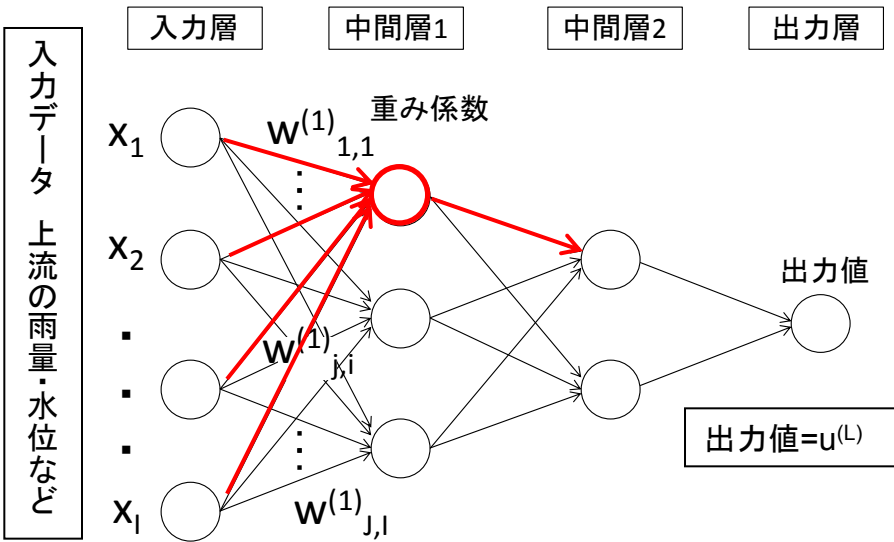 入力層
中間層1
中間層2
出力層
入力データ 上流の雨量・水位など
重み係数
x1
w(1)1,1
x2
出力値
w(1)j,i
出力値=u(L)
xI
w(1)J,I